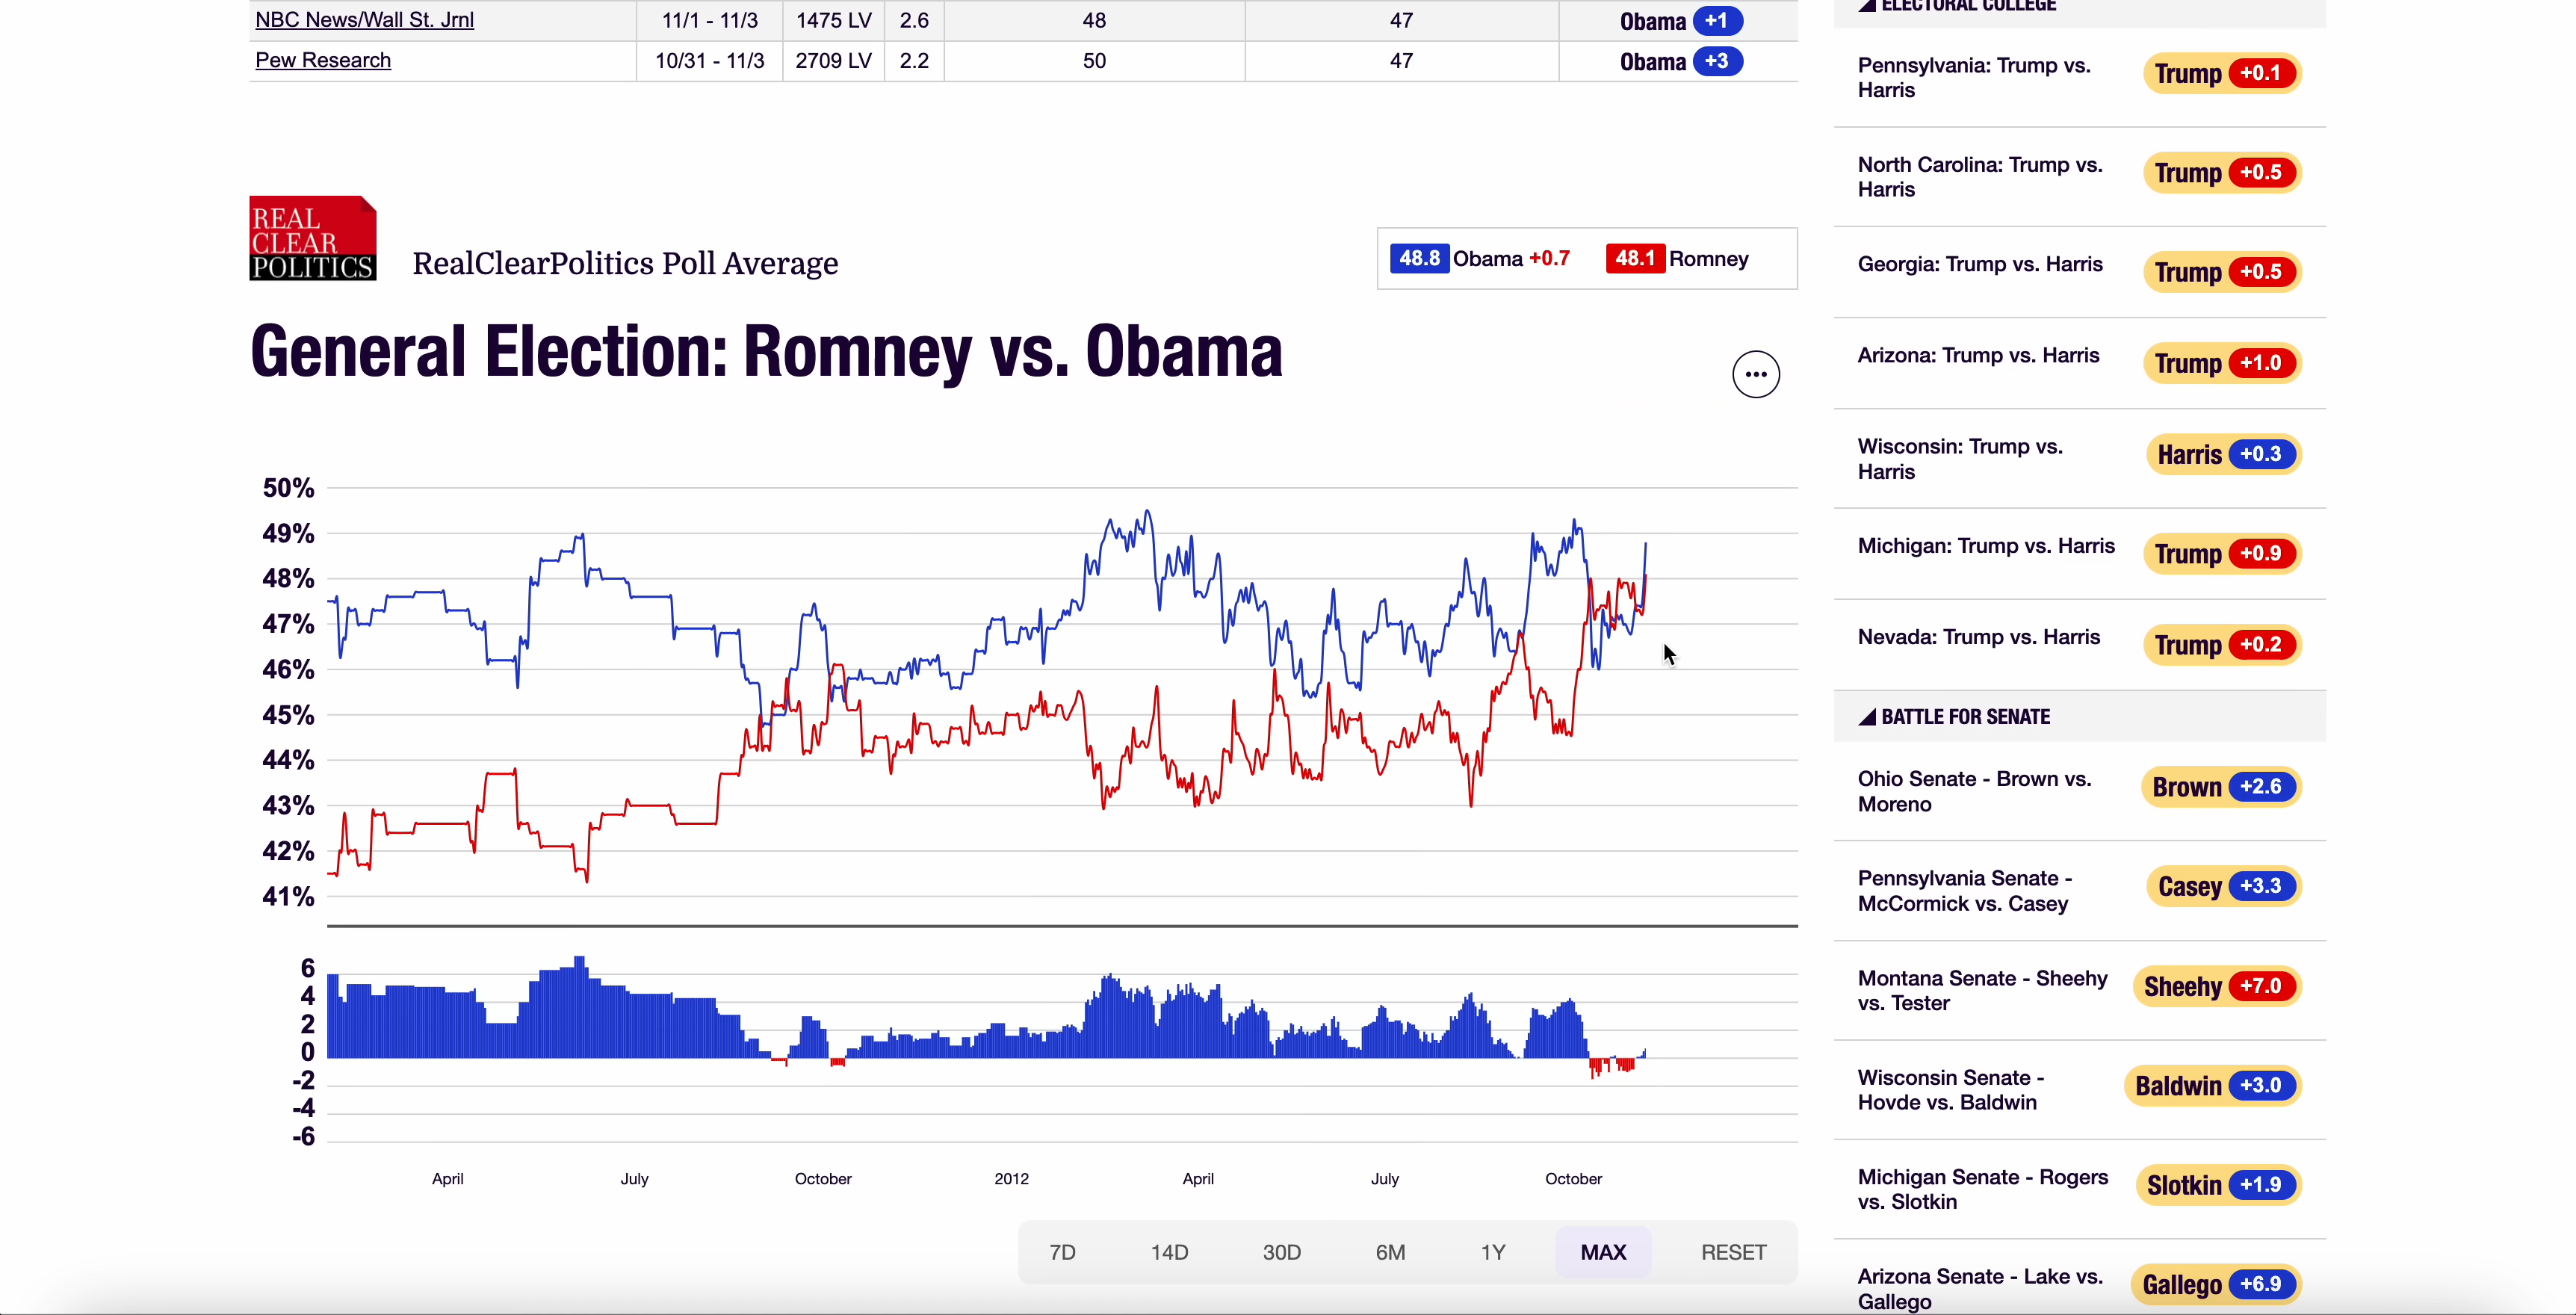 NBC News/Wall St. Jrnl 11/1 - 11/3 1475 LV 2.6 48 47 Obama +1
Pew Research 10/31 - 11/3 2709 LV 2.2 50 47 Obama +3
REAL
CLEAR
POLITICS
RealClearPolitics Poll Average
48.8 Obama +0.7 48.1 Romney
General Election: Romney vs. Obama
50%
49%
48%
47%
46%
45%
44%
43%
42%
41%
6
4
2
0
-2
-4
-6
April July October 2012 April July October
7D 14D 30D 6M 1Y MAX RESET
ELECTORAL COLLEGE
Pennsylvania: Trump vs.
Harris
Trump +0.1
North Carolina: Trump vs.
Harris
Trump +0.5
Georgia: Trump vs. Harris
Trump +0.5
Arizona: Trump vs. Harris
Trump +1.0
Wisconsin: Trump vs.
Harris
Harris +0.3
Michigan: Trump vs. Harris
Trump +0.9
Nevada: Trump vs. Harris
Trump +0.2
BATTLE FOR SENATE
Ohio Senate - Brown vs.
Moreno
Brown +2.6
Pennsylvania Senate -
McCormick vs. Casey
Casey +3.3
Montana Senate - Sheehy
vs. Tester
Sheehy +7.0
Wisconsin Senate -
Hovde vs. Baldwin
Baldwin +3.0
Michigan Senate - Rogers
vs. Slotkin
Slotkin +1.9
Arizona Senate - Lake vs.
Gallego
Gallego +6.9